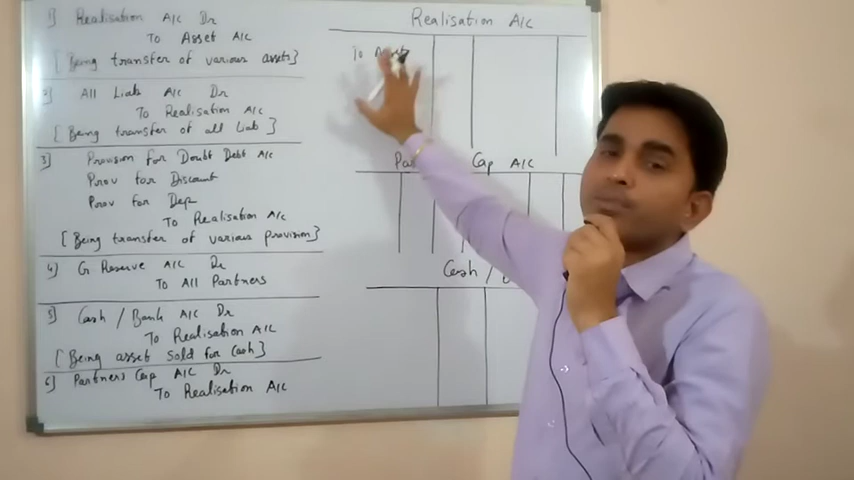 1) Realisation A/C Dr
To Asset A/C
[Being transfer of various assets]
2) All Liab A/C Dr
To Realisation A/C
[Being transfer of all Liab]
3) Provision for Doubt Debt A/C
Prov for Discount
Prov for Dep
To Realisation A/C
[Being transfer of various provision]
4) G Reserve A/C Dr
To All Partners
5) Cash / Bank A/C Dr
To Realisation A/C
[Being asset sold for Cash]
6) Partners Cap A/C Dr
To Realisation A/C
Realisation A/C
To Asset
Cap A/C
Cash /